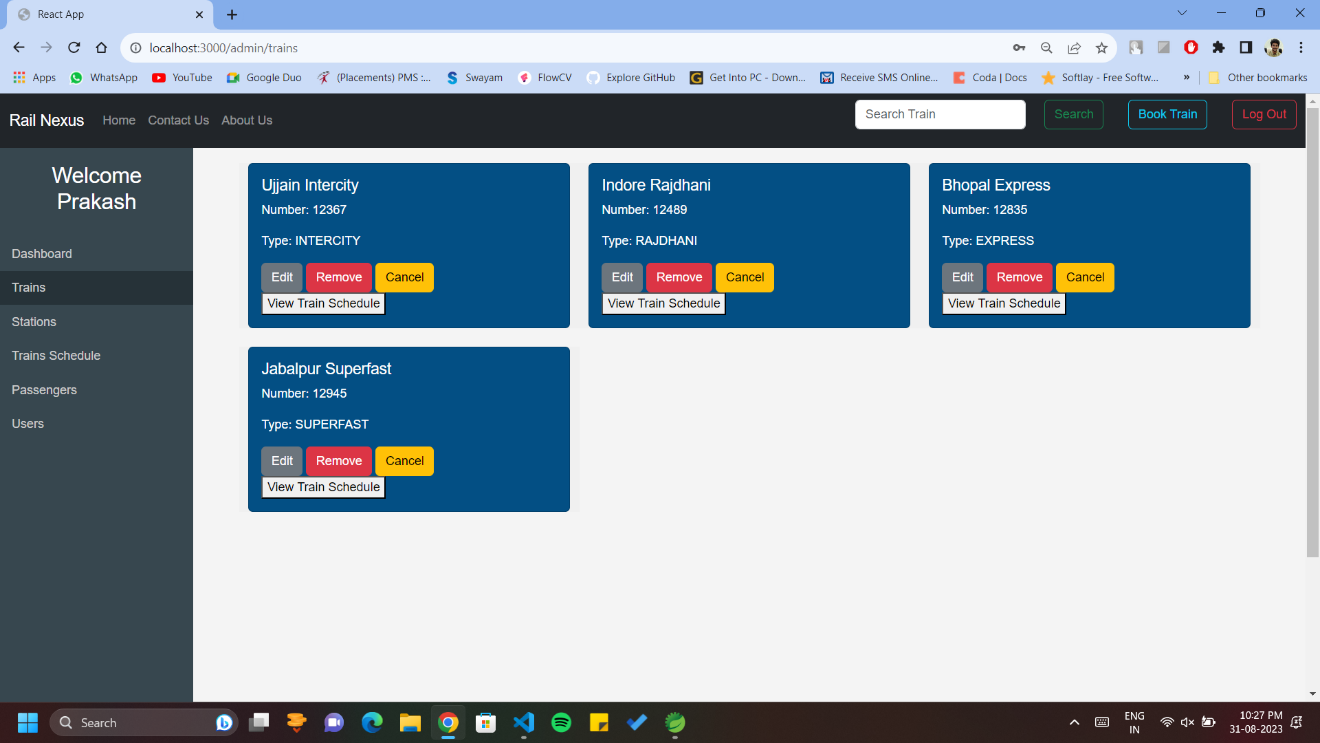 React App
localhost:3000/admin/trains
Apps WhatsApp YouTube Google Duo (Placements) PMS :... Swayam FlowCV Explore GitHub Get Into PC - Down... Receive SMS Online... Coda | Docs Softlay - Free Softw... » Other bookmarks
Rail Nexus Home Contact Us About Us Search Train Search Book Train Log Out
Welcome
Prakash
Dashboard
Trains
Stations
Trains Schedule
Passengers
Users
Ujjain Intercity
Number: 12367
Type: INTERCITY
Edit Remove Cancel
View Train Schedule
Indore Rajdhani
Number: 12489
Type: RAJDHANI
Edit Remove Cancel
View Train Schedule
Bhopal Express
Number: 12835
Type: EXPRESS
Edit Remove Cancel
View Train Schedule
Jabalpur Superfast
Number: 12945
Type: SUPERFAST
Edit Remove Cancel
View Train Schedule
Search
ENG
IN
10:27 PM
31-08-2023